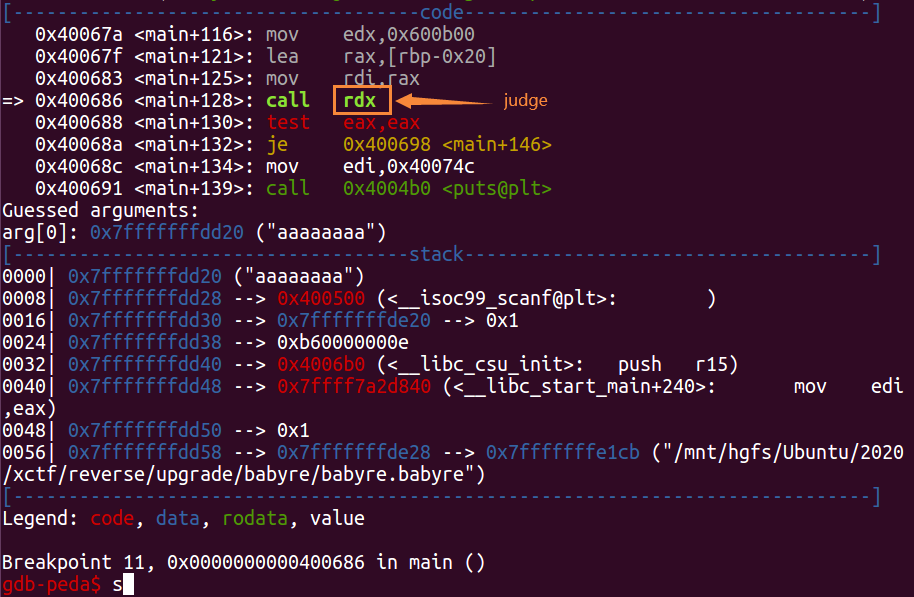 [-------------------------------------code-------------------------------------]
   0x40067a <main+116>:	mov    edx,0x600b00
   0x40067f <main+121>:	lea    rax,[rbp-0x20]
   0x400683 <main+125>:	mov    rdi,rax
=> 0x400686 <main+128>:	call   rdx judge
   0x400688 <main+130>:	test   eax,eax
   0x40068a <main+132>:	je     0x400698 <main+146>
   0x40068c <main+134>:	mov    edi,0x40074c
   0x400691 <main+139>:	call   0x4004b0 <puts@plt>
Guessed arguments:
arg[0]: 0x7fffffffdd20 ("aaaaaaaa")
[------------------------------------stack-------------------------------------]
0000| 0x7fffffffdd20 ("aaaaaaaa")
0008| 0x7fffffffdd28 --> 0x400500 (<__isoc99_scanf@plt>:        )
0016| 0x7fffffffdd30 --> 0x7fffffffde20 --> 0x1
0024| 0x7fffffffdd38 --> 0xb60000000e
0032| 0x7fffffffdd40 --> 0x4006b0 (<__libc_csu_init>:   push   r15)
0040| 0x7fffffffdd48 --> 0x7ffff7a2d840 (<__libc_start_main+240>:       mov    edi
,eax)
0048| 0x7fffffffdd50 --> 0x1
0056| 0x7fffffffdd58 --> 0x7fffffffde28 --> 0x7fffffffe1cb ("/mnt/hgfs/Ubuntu/2020
/xctf/reverse/upgrade/babyre/babyre.babyre")
[------------------------------------------------------------------------------]
Legend: code, data, rodata, value
Breakpoint 11, 0x0000000000400686 in main ()
gdb-peda$ s